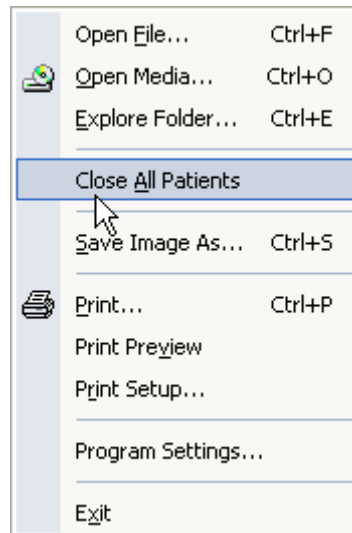 Open File... Ctrl+F
Open Media... Ctrl+O
Explore Folder... Ctrl+E
Close All Patients
Save Image As... Ctrl+S
Print... Ctrl+P
Print Preview
Print Setup...
Program Settings...
Exit